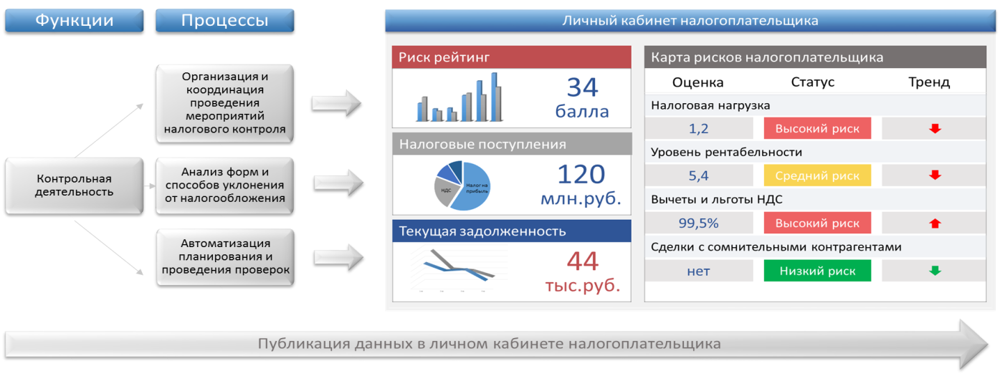 Функции
Процессы
Личный кабинет налогоплательщика
Контрольная
деятельность
Организация и
координация
проведения
мероприятий
налогового контроля
Анализ форм и
способов уклонения
от налогообложения
Автоматизация
планирования и
проведения проверок
Риск рейтинг
34
балла
Налоговые поступления
Налог на
прибыль
НДС
120
млн.руб.
Текущая задолженность
44
тыс.руб.
Карта рисков налогоплательщика
Оценка Статус Тренд
Налоговая нагрузка
1,2 Высокий риск
Уровень рентабельности
5,4 Средний риск
Вычеты и льготы НДС
99,5% Высокий риск
Сделки с сомнительными контрагентами
нет Низкий риск
Публикация данных в личном кабинете налогоплательщика